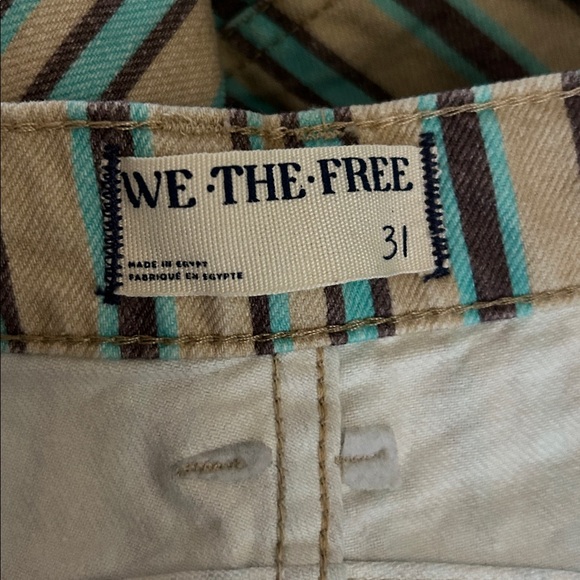 WE·THE·FREE
31
MADE IN EGYPT
FABRIQUÉ EN EGYPTE